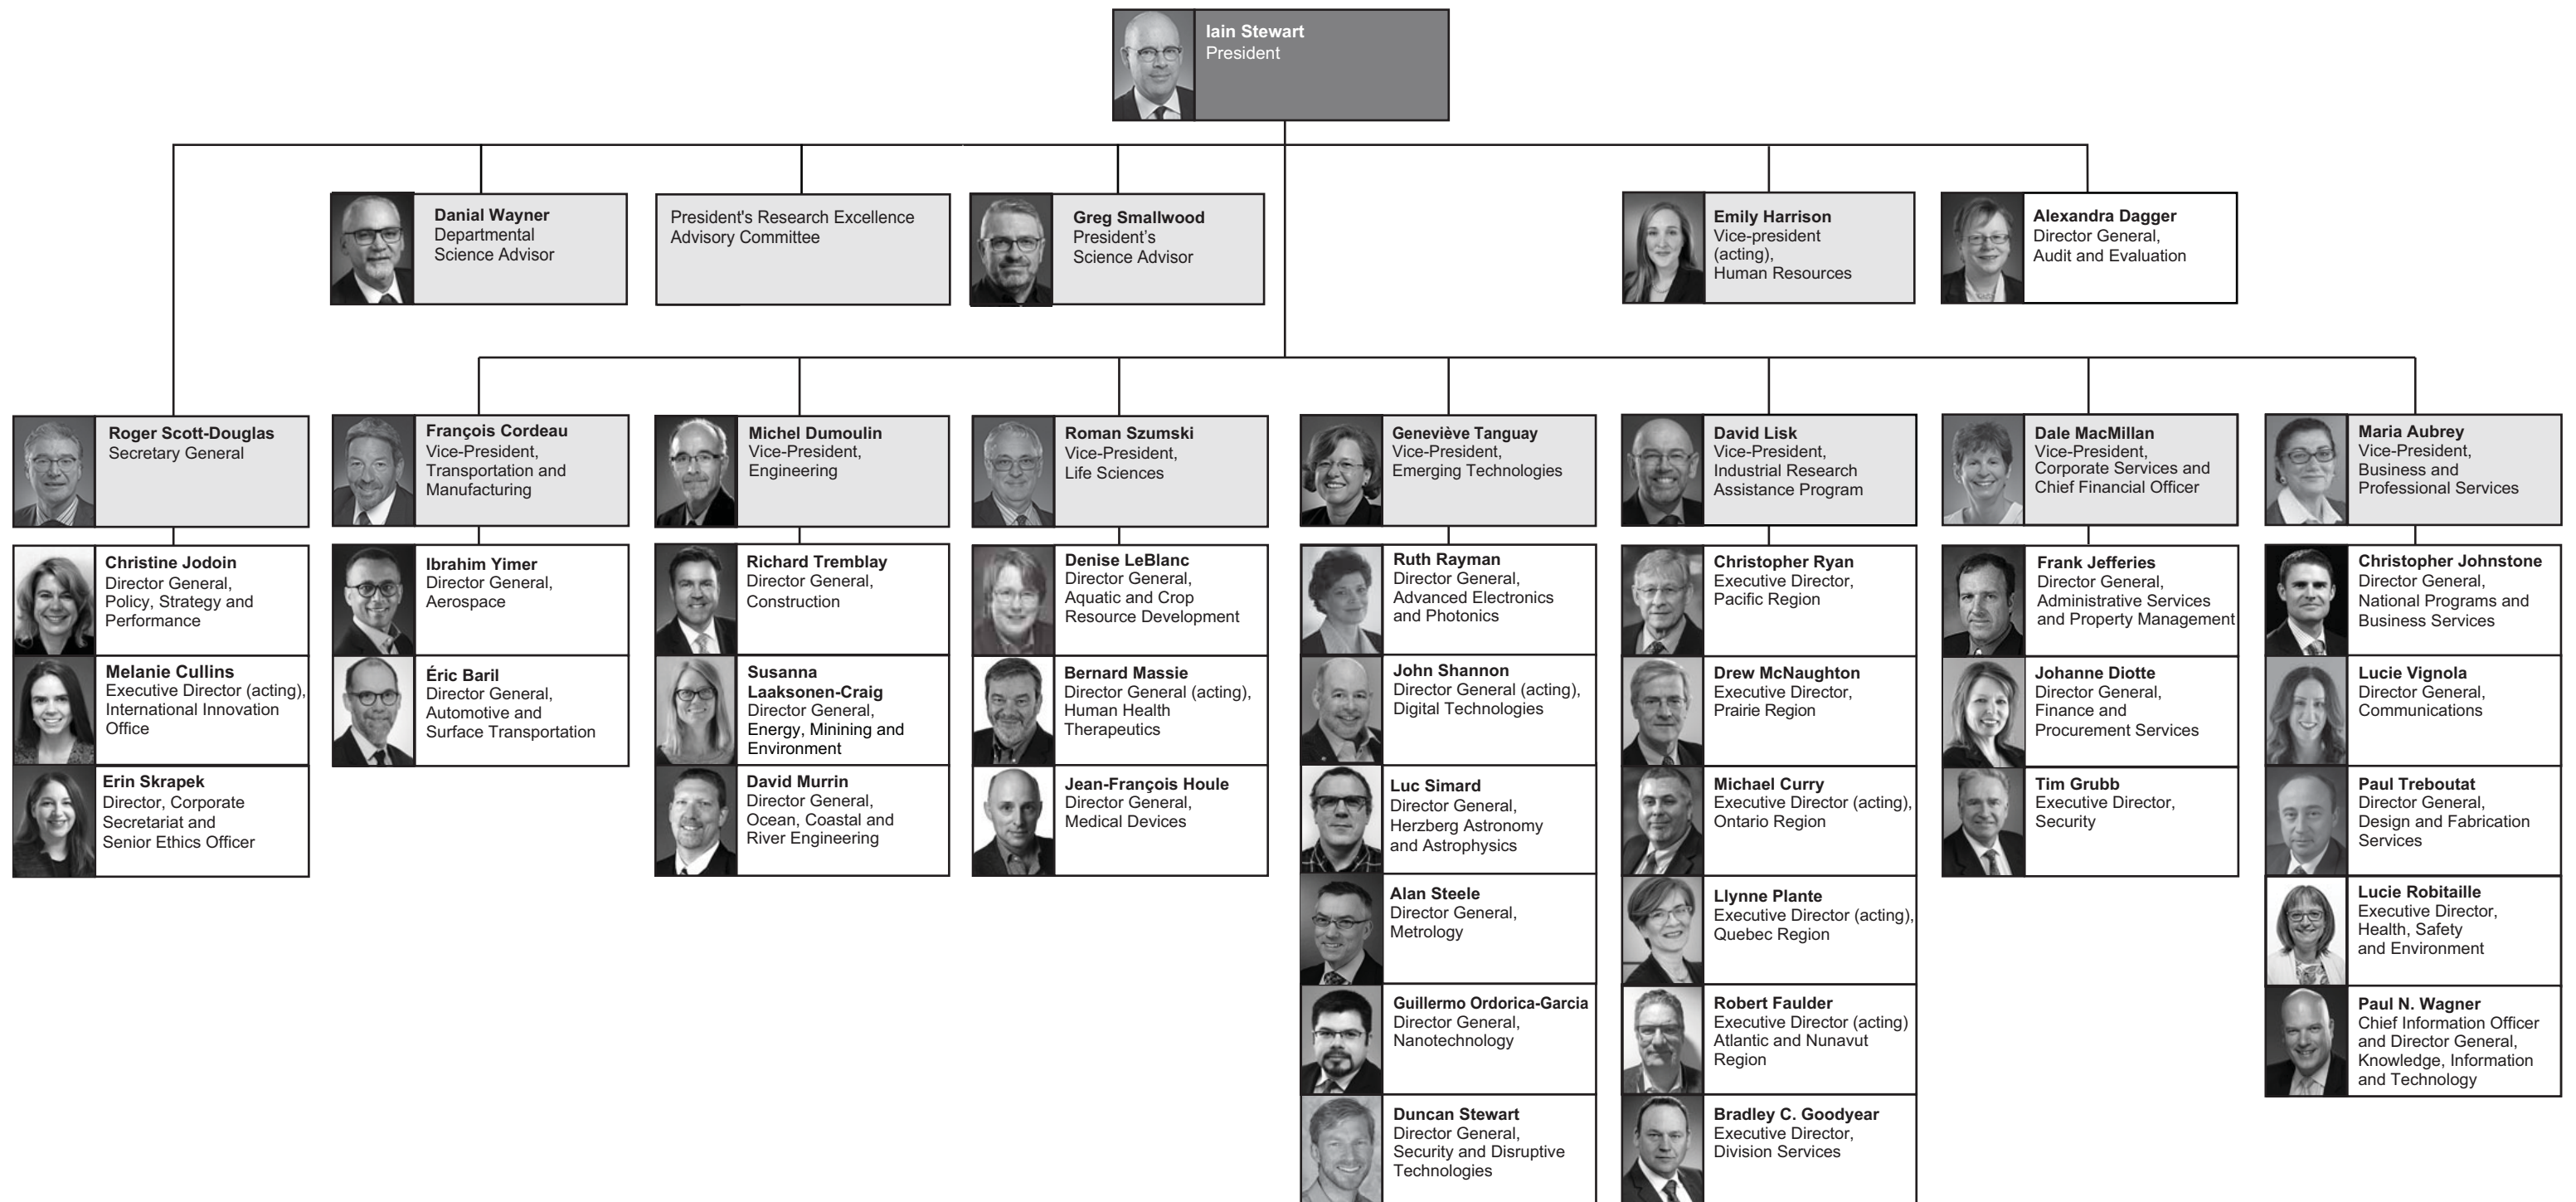 Iain Stewart
President
Danial Wayner
Departmental
Science Advisor
President's Research Excellence
Advisory Committee
Greg Smallwood
President’s
Science Advisor
Emily Harrison
Vice-president
(acting),
Human Resources
Alexandra Dagger
Director General,
Audit and Evaluation
Roger Scott-Douglas
Secretary General
Christine Jodoin
Director General,
Policy, Strategy and
Performance
Melanie Cullins
Executive Director (acting),
International Innovation
Office
Erin Skrapek
Director, Corporate
Secretariat and
Senior Ethics Officer
François Cordeau
Vice-President,
Transportation and
Manufacturing
Ibrahim Yimer
Director General,
Aerospace
Éric Baril
Director General,
Automotive and
Surface Transportation
Michel Dumoulin
Vice-President,
Engineering
Richard Tremblay
Director General,
Construction
Susanna
Laaksonen-Craig
Director General,
Energy, Minining and
Environment
David Murrin
Director General,
Ocean, Coastal and
River Engineering
Roman Szumski
Vice-President,
Life Sciences
Denise LeBlanc
Director General,
Aquatic and Crop
Resource Development
Bernard Massie
Director General (acting),
Human Health
Therapeutics
Jean-François Houle
Director General,
Medical Devices
Geneviève Tanguay
Vice-President,
Emerging Technologies
Ruth Rayman
Director General,
Advanced Electronics
and Photonics
John Shannon
Director General (acting),
Digital Technologies
Luc Simard
Director General,
Herzberg Astronomy
and Astrophysics
Alan Steele
Director General,
Metrology
Guillermo Ordorica-Garcia
Director General,
Nanotechnology
Duncan Stewart
Director General,
Security and Disruptive
Technologies
David Lisk
Vice-President,
Industrial Research
Assistance Program
Christopher Ryan
Executive Director,
Pacific Region
Drew McNaughton
Executive Director,
Prairie Region
Michael Curry
Executive Director (acting),
Ontario Region
Llynne Plante
Executive Director (acting),
Quebec Region
Robert Faulder
Executive Director (acting)
Atlantic and Nunavut
Region
Bradley C. Goodyear
Executive Director,
Division Services
Dale MacMillan
Vice-President,
Corporate Services and
Chief Financial Officer
Frank Jefferies
Director General,
Administrative Services
and Property Management
Johanne Diotte
Director General,
Finance and
Procurement Services
Tim Grubb
Executive Director,
Security
Maria Aubrey
Vice-President,
Business and
Professional Services
Christopher Johnstone
Director General,
National Programs and
Business Services
Lucie Vignola
Director General,
Communications
Paul Treboutat
Director General,
Design and Fabrication
Services
Lucie Robitaille
Executive Director,
Health, Safety
and Environment
Paul N. Wagner
Chief Information Officer
and Director General,
Knowledge, Information
and Technology